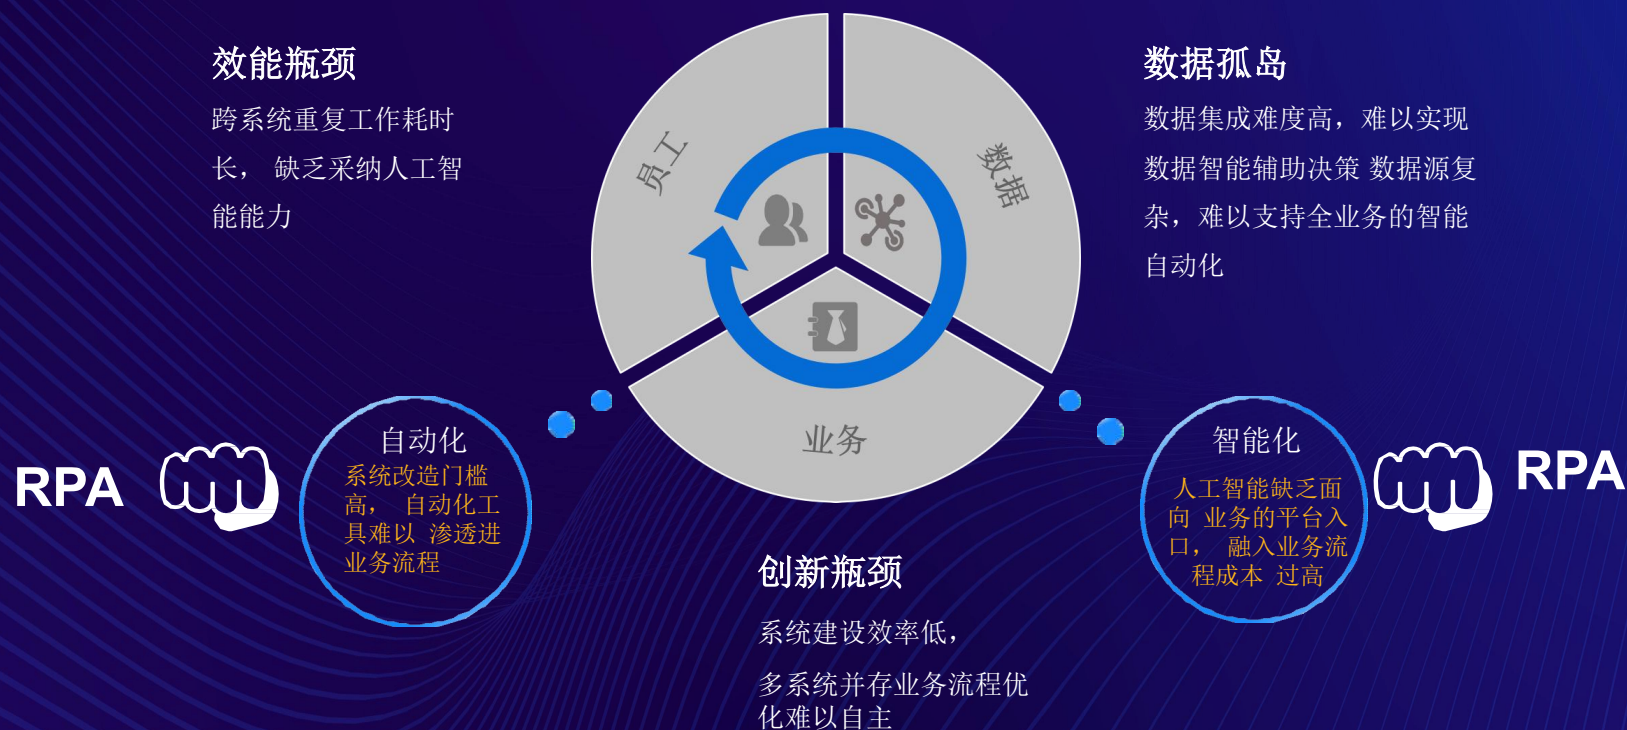 效能瓶颈
跨系统重复工作耗时
长， 缺乏采纳人工智
能能力
员工
数据
业务
数据孤岛
数据集成难度高，难以实现
数据智能辅助决策 数据源复
杂，难以支持全业务的智能
自动化
RPA
自动化
系统改造门槛
高， 自动化工
具难以 渗透进
业务流程
智能化
人工智能缺乏面
向 业务的平台入
口， 融入业务流
程成本 过高
RPA
创新瓶颈
系统建设效率低，
多系统并存业务流程优
化难以自主